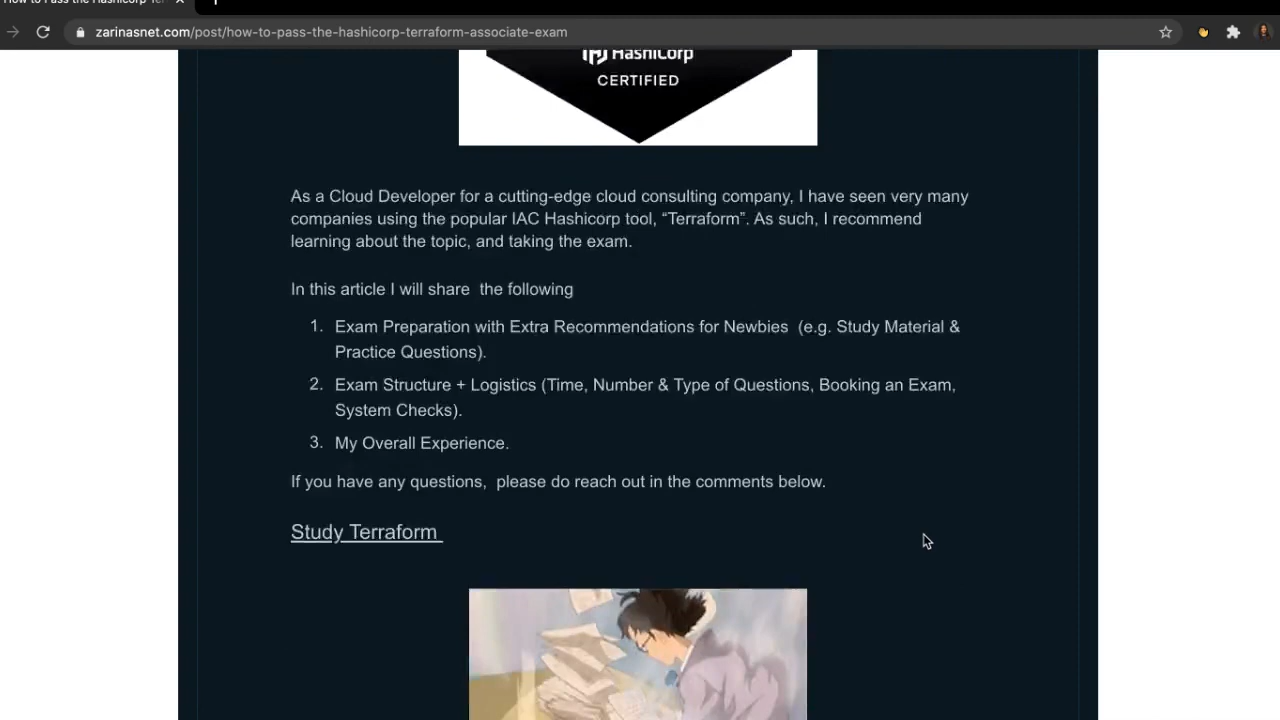 zarinasnet.com/post/how-to-pass-the-hashicorp-terraform-associate-exam
HashiCorp
CERTIFIED
As a Cloud Developer for a cutting-edge cloud consulting company, I have seen very many
companies using the popular IAC Hashicorp tool, “Terraform”. As such, I recommend
learning about the topic, and taking the exam.
In this article I will share  the following
1. Exam Preparation with Extra Recommendations for Newbies  (e.g. Study Material &
Practice Questions).
2. Exam Structure + Logistics (Time, Number & Type of Questions, Booking an Exam,
System Checks).
3. My Overall Experience.
If you have any questions,  please do reach out in the comments below.
Study Terraform